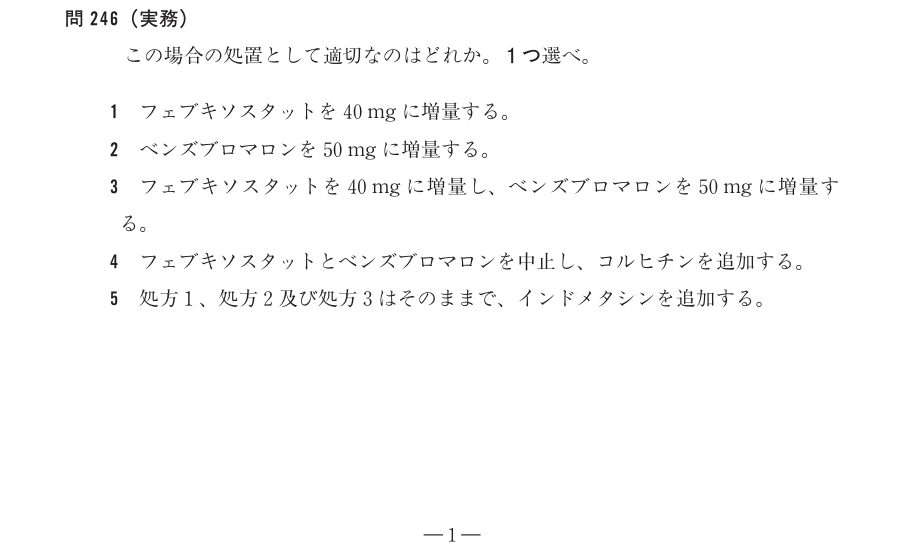 問 246（実務）
この場合の処置として適切なのはどれか。１つ選べ。
1 フェブキソスタットを 40 mg に増量する。
2 ベンズブロマロンを 50 mg に増量する。
3 フェブキソスタットを 40 mg に増量し、ベンズブロマロンを 50 mg に増量す
る。
4 フェブキソスタットとベンズブロマロンを中止し、コルヒチンを追加する。
5 処方１、処方２及び処方３はそのままで、インドメタシンを追加する。
― 1 ―